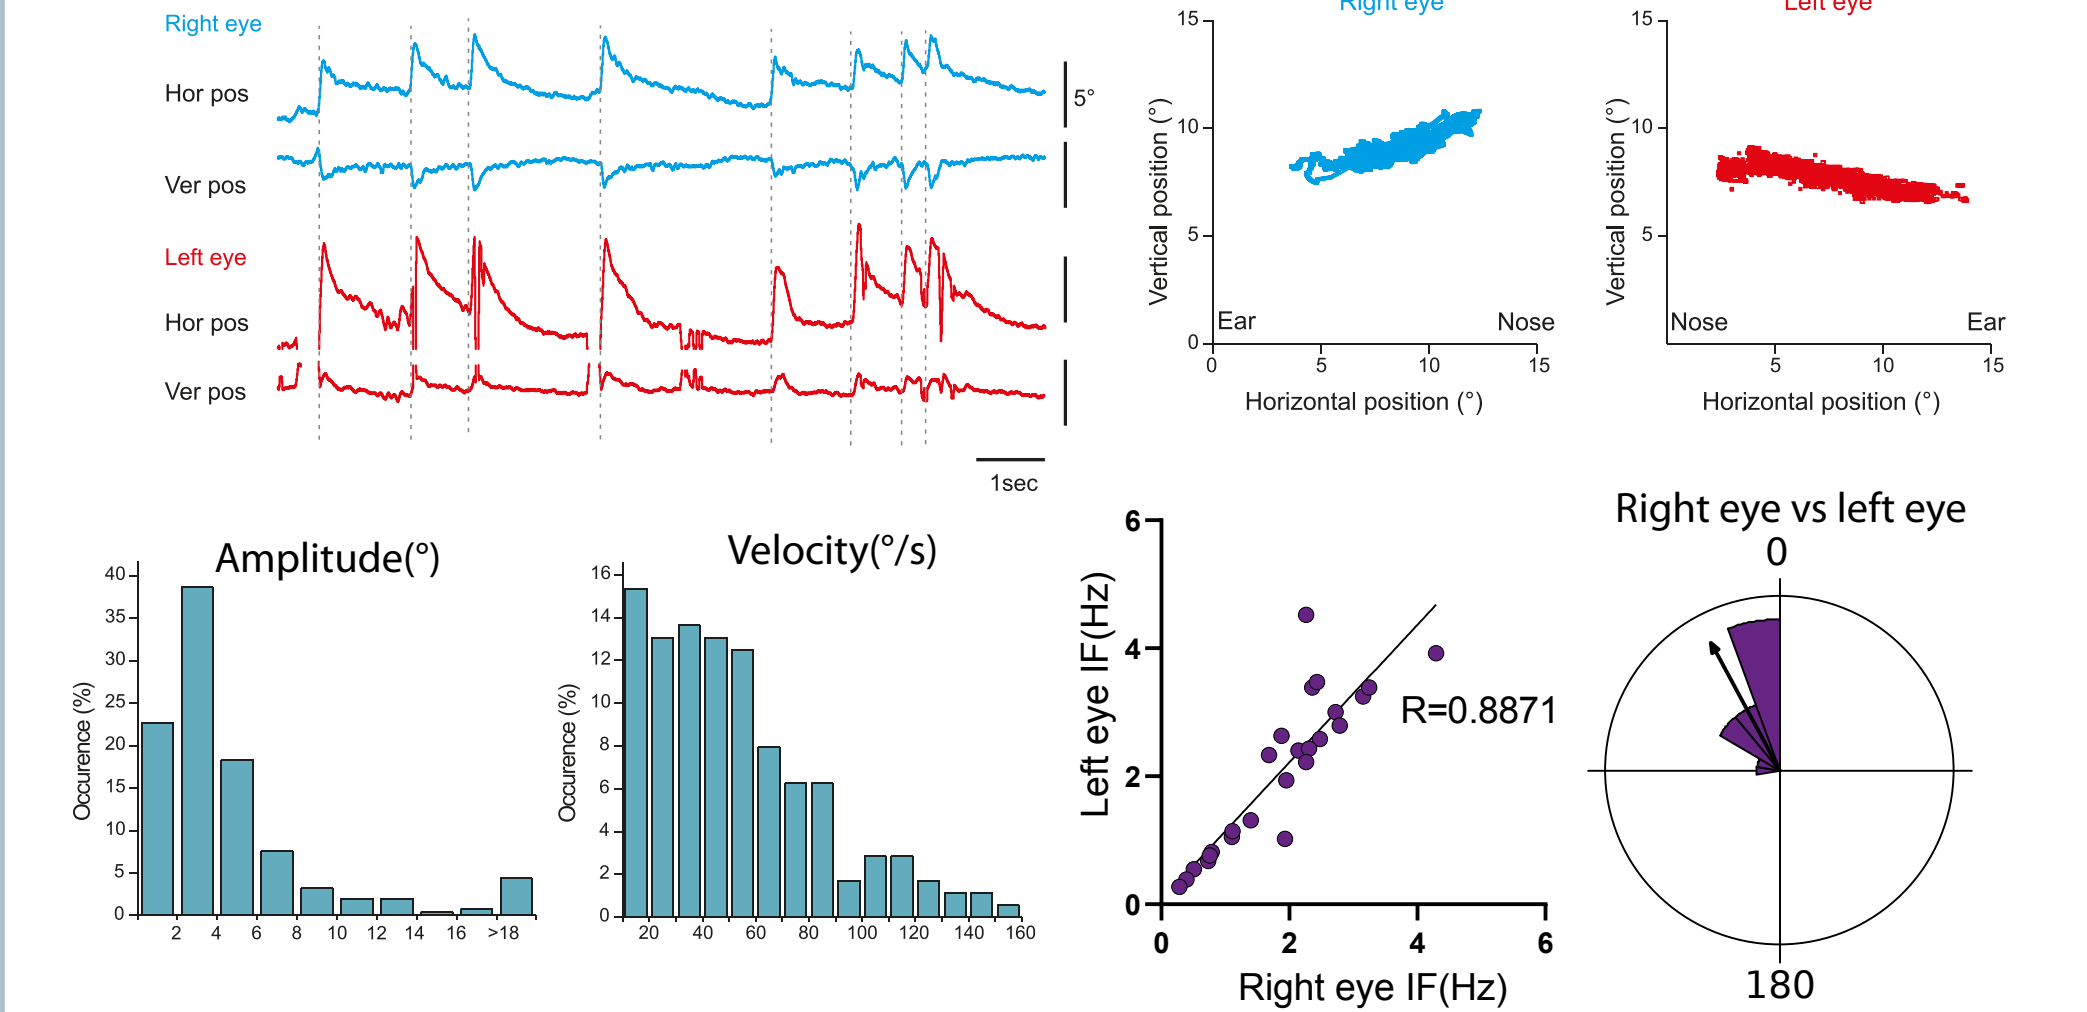 Right eye
Hor pos
5°
Ver pos
Left eye
Hor pos
Ver pos
1sec
Right eye
15
10
5
0
Vertical position (°)
Ear
Nose
0
5
10
15
Horizontal position (°)
Left eye
15
10
5
Vertical position (°)
Nose
Ear
5
10
15
Horizontal position (°)
Amplitude(°)
40
35
30
25
20
15
10
5
0
Occurence (%)
2
4
6
8
10
12
14
16
>18
Velocity(°/s)
16
14
12
10
8
6
4
2
0
Occurence (%)
20
40
60
80
100
120
140
160
6
4
2
0
Left eye IF(Hz)
R=0.8871
0
2
4
6
Right eye IF(Hz)
Right eye vs left eye
0
180